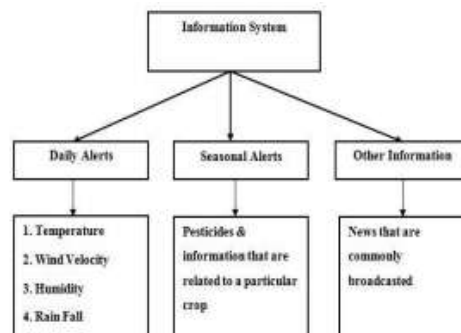 Information System
Daily Alerts
Seasonal Alerts
Other Information
1. Temperature
2. Wind Velocity
3. Humidity
4. Rain Fall
Pesticides &
information that are
related to a particular
crop
News that are
commonly
broadcasted